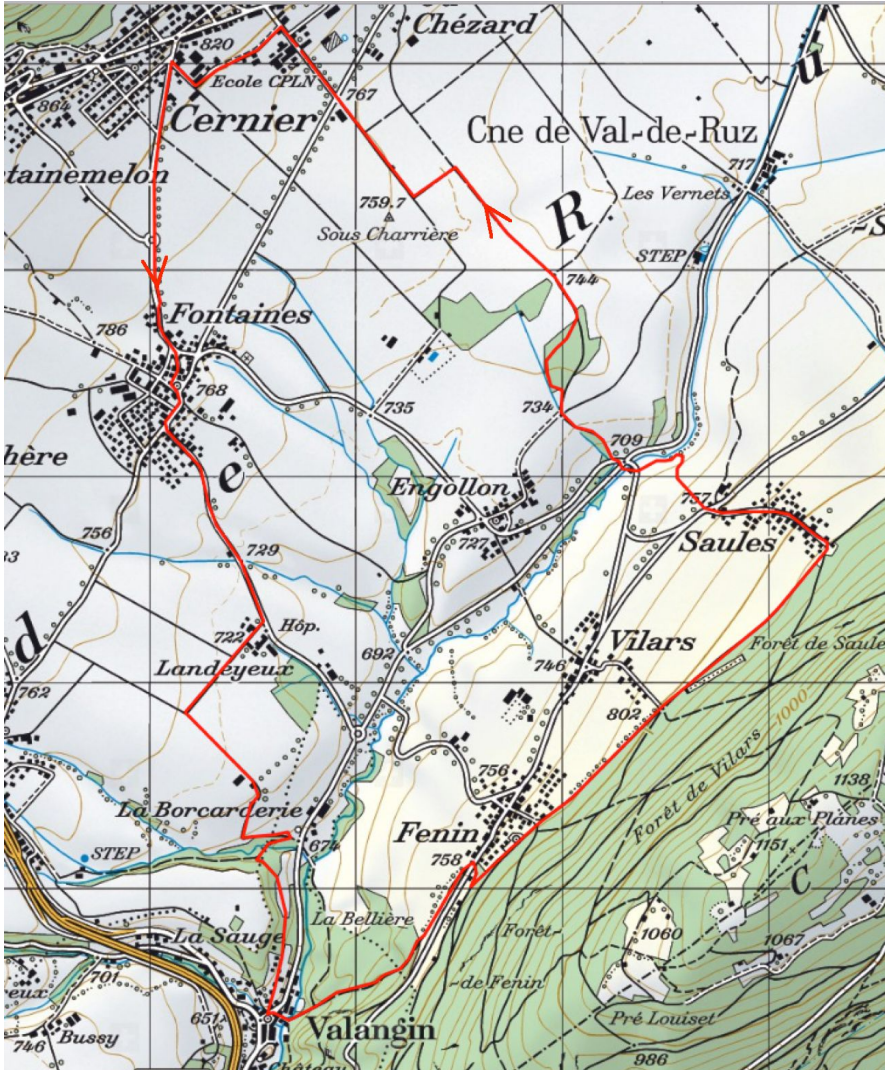 820
Chézard
Ecole CPLN
767
864
Cernier
Cne de Val-de-Ruz
u
717
Les Vernets
tainemelon
759.7
Sous Charrière
R
STEP
744
Fontaines
786
768
735
734
709
hère
e
Engollon
757
756
727
Saules
729
722
Hôp.
d
692
Vilars
Forêt de Saule
Landeyeux
746
762
802
1000
Forêt de Vilars
756
1138
La Borcarderie
674
Fenin
Pré aux Planes
STEP
758
1151
C
La Bellière
La Sauge
Forêt
1060
1067
701
de Fenin
eux
651
Valangin
Pré Louiset
746
Bussy
Château
986